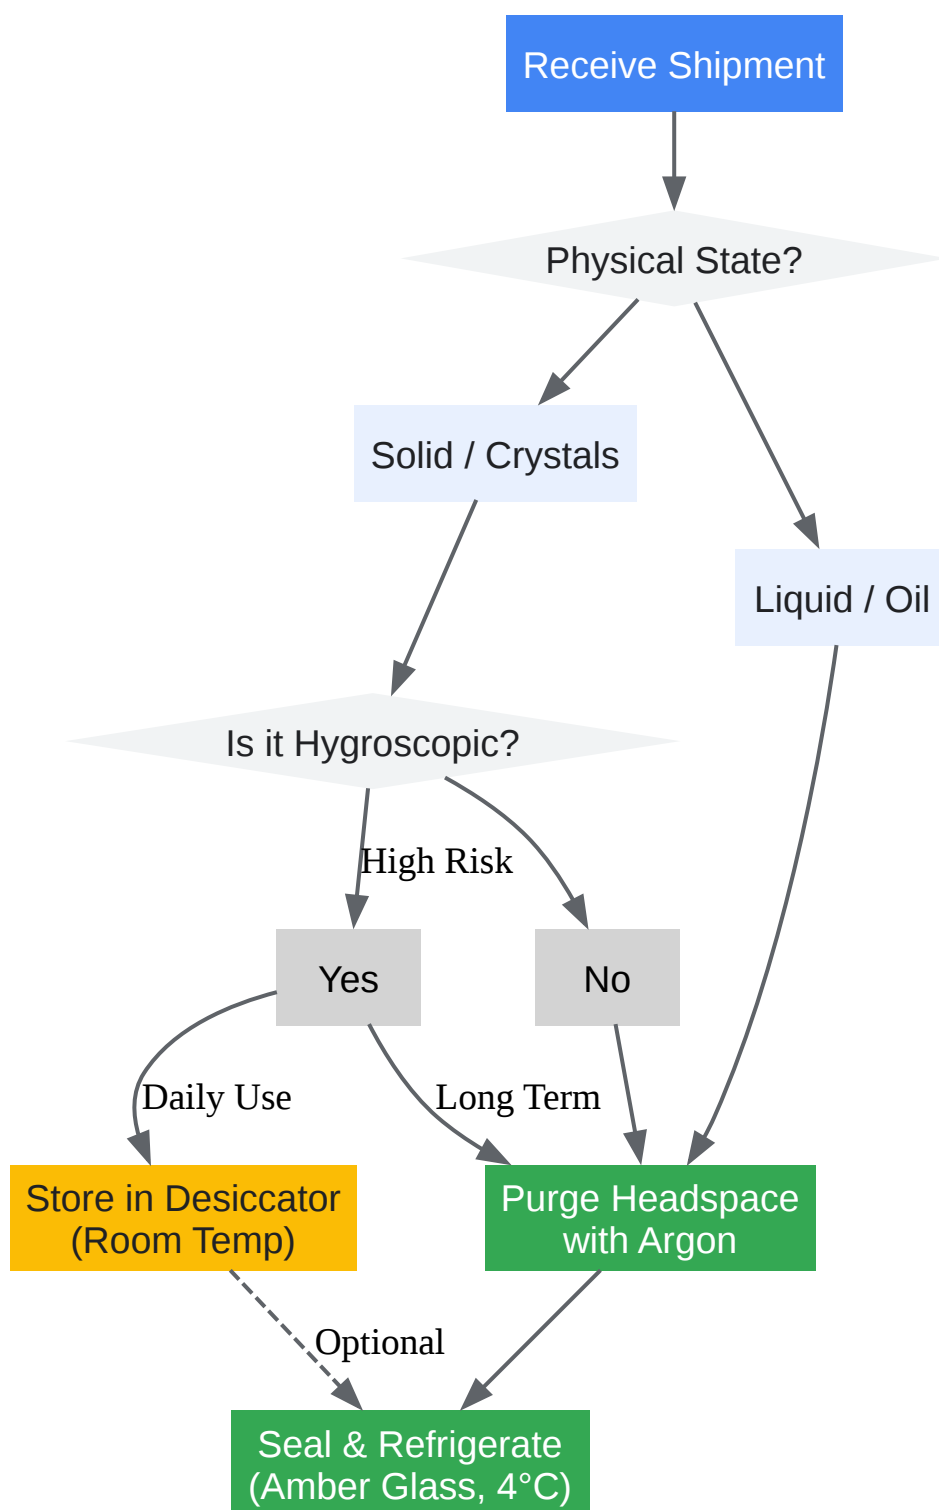 Receive Shipment
Physical State?
Solid / Crystals
Liquid / Oil
Is it Hygroscopic?
High Risk
Yes
No
Daily Use
Long Term
Store in Desiccator
(Room Temp)
Purge Headspace
with Argon
Optional
Seal & Refrigerate
(Amber Glass, 4°C)